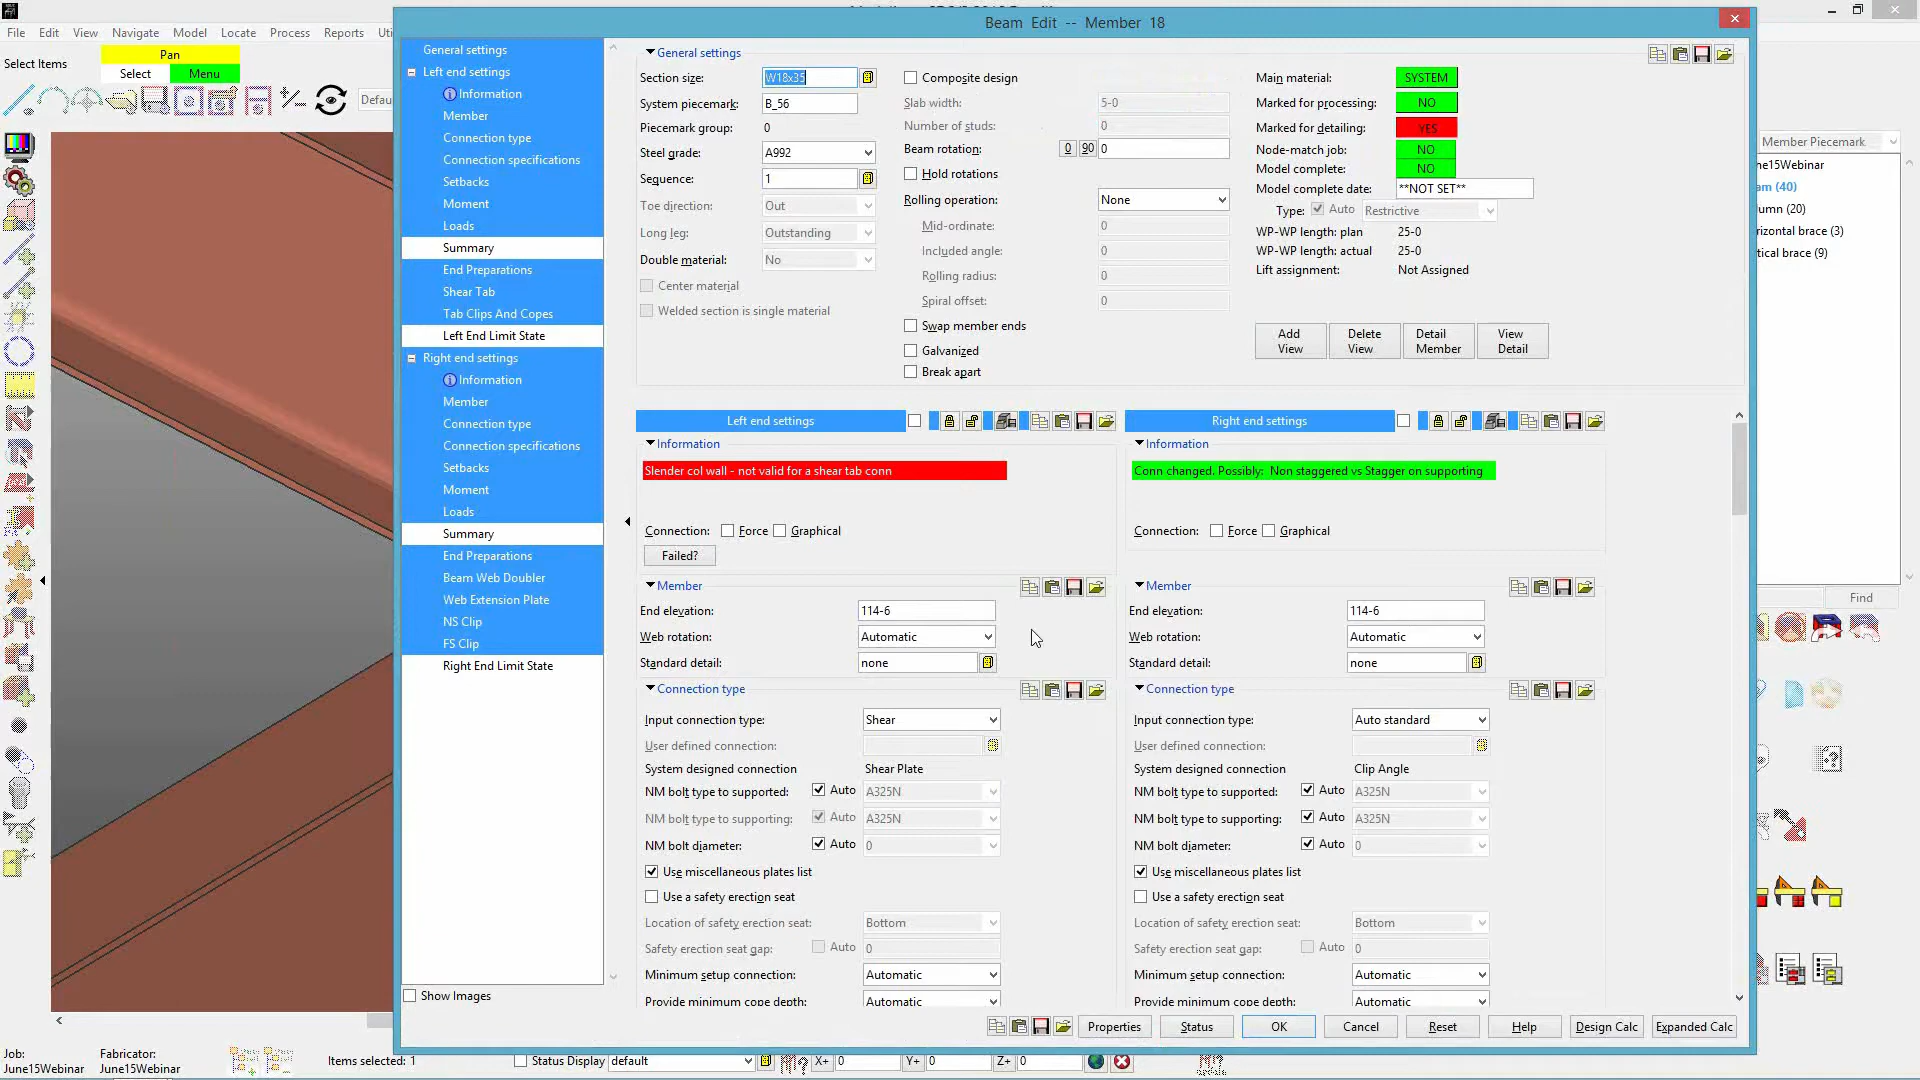 Beam Edit -- Member 18
File Edit View Navigate Model Locate Process Reports Uti
Pan
Select Items
Select Menu
Defau
General settings
Left end settings
Information
Member
Connection type
Connection specifications
Setbacks
Moment
Loads
Summary
End Preparations
Shear Tab
Tab Clips And Copes
Left End Limit State
Right end settings
Information
Member
Connection type
Connection specifications
Setbacks
Moment
Loads
Summary
End Preparations
Beam Web Doubler
Web Extension Plate
NS Clip
FS Clip
Right End Limit State
Show Images
General settings
Section size: W18x35
System piecemark: B_56
Piecemark group: 0
Steel grade: A992
Sequence: 1
Toe direction: Out
Long leg: Outstanding
Double material: No
Center material
Welded section is single material
Composite design
Slab width: 5-0
Number of studs: 0
Beam rotation: 0 90 0
Hold rotations
Rolling operation: None
Mid-ordinate: 0
Included angle: 0
Rolling radius: 0
Spiral offset: 0
Swap member ends
Galvanized
Break apart
Main material: SYSTEM
Marked for processing: NO
Marked for detailing: YES
Node-match job: NO
Model complete: NO
Model complete date: **NOT SET**
Type: Auto Restrictive
WP-WP length: plan 25-0
WP-WP length: actual 25-0
Lift assignment: Not Assigned
Add View
Delete View
Detail Member
View Detail
Left end settings
Information
Slender col wall - not valid for a shear tab conn
Connection: Force Graphical
Failed?
Member
End elevation: 114-6
Web rotation: Automatic
Standard detail: none
Connection type
Input connection type: Shear
User defined connection:
System designed connection Shear Plate
NM bolt type to supported: Auto A325N
NM bolt type to supporting: Auto A325N
NM bolt diameter: Auto 0
Use miscellaneous plates list
Use a safety erection seat
Location of safety erection seat: Bottom
Safety erection seat gap: Auto 0
Minimum setup connection: Automatic
Provide minimum cope depth: Automatic
Right end settings
Information
Conn changed. Possibly: Non staggered vs Stagger on supporting
Connection: Force Graphical
Member
End elevation: 114-6
Web rotation: Automatic
Standard detail: none
Connection type
Input connection type: Auto standard
User defined connection:
System designed connection Clip Angle
NM bolt type to supported: Auto A325N
NM bolt type to supporting: Auto A325N
NM bolt diameter: Auto 0
Use miscellaneous plates list
Use a safety erection seat
Location of safety erection seat: Bottom
Safety erection seat gap: Auto 0
Minimum setup connection: Automatic
Provide minimum cope depth: Automatic
Properties Status OK Cancel Reset Help Design Calc Expanded Calc
Member Piecemark
ne15Webinar
am (40)
lumn (20)
rizontal brace (3)
tical brace (9)
Find
Job:
June15Webinar
Fabricator:
June15Webinar
Items selected: 1
Status Display default
X+ 0 Y+ 0 Z+ 0